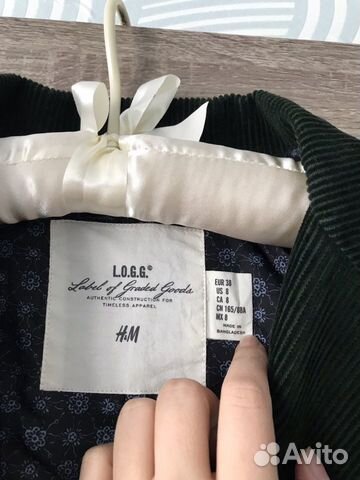 L.O.G.G.©
Label of Graded Goods
AUTHENTIC CONSTRUCTION FOR
TIMELESS APPAREL
H&M
EUR 38
US 8
CA 8
CN 165/88A
MX 8
MADE IN
BANGLADESH
Avito